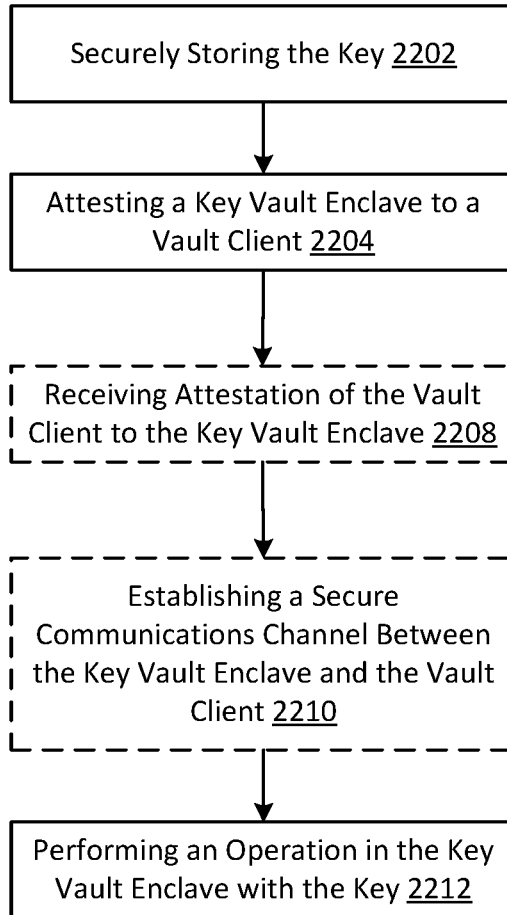 Securely Storing the Key 2202
Attesting a Key Vault Enclave to a
Vault Client 2204
Receiving Attestation of the Vault
Client to the Key Vault Enclave 2208
Establishing a Secure
Communications Channel Between
the Key Vault Enclave and the Vault
Client 2210
Performing an Operation in the Key
Vault Enclave with the Key 2212